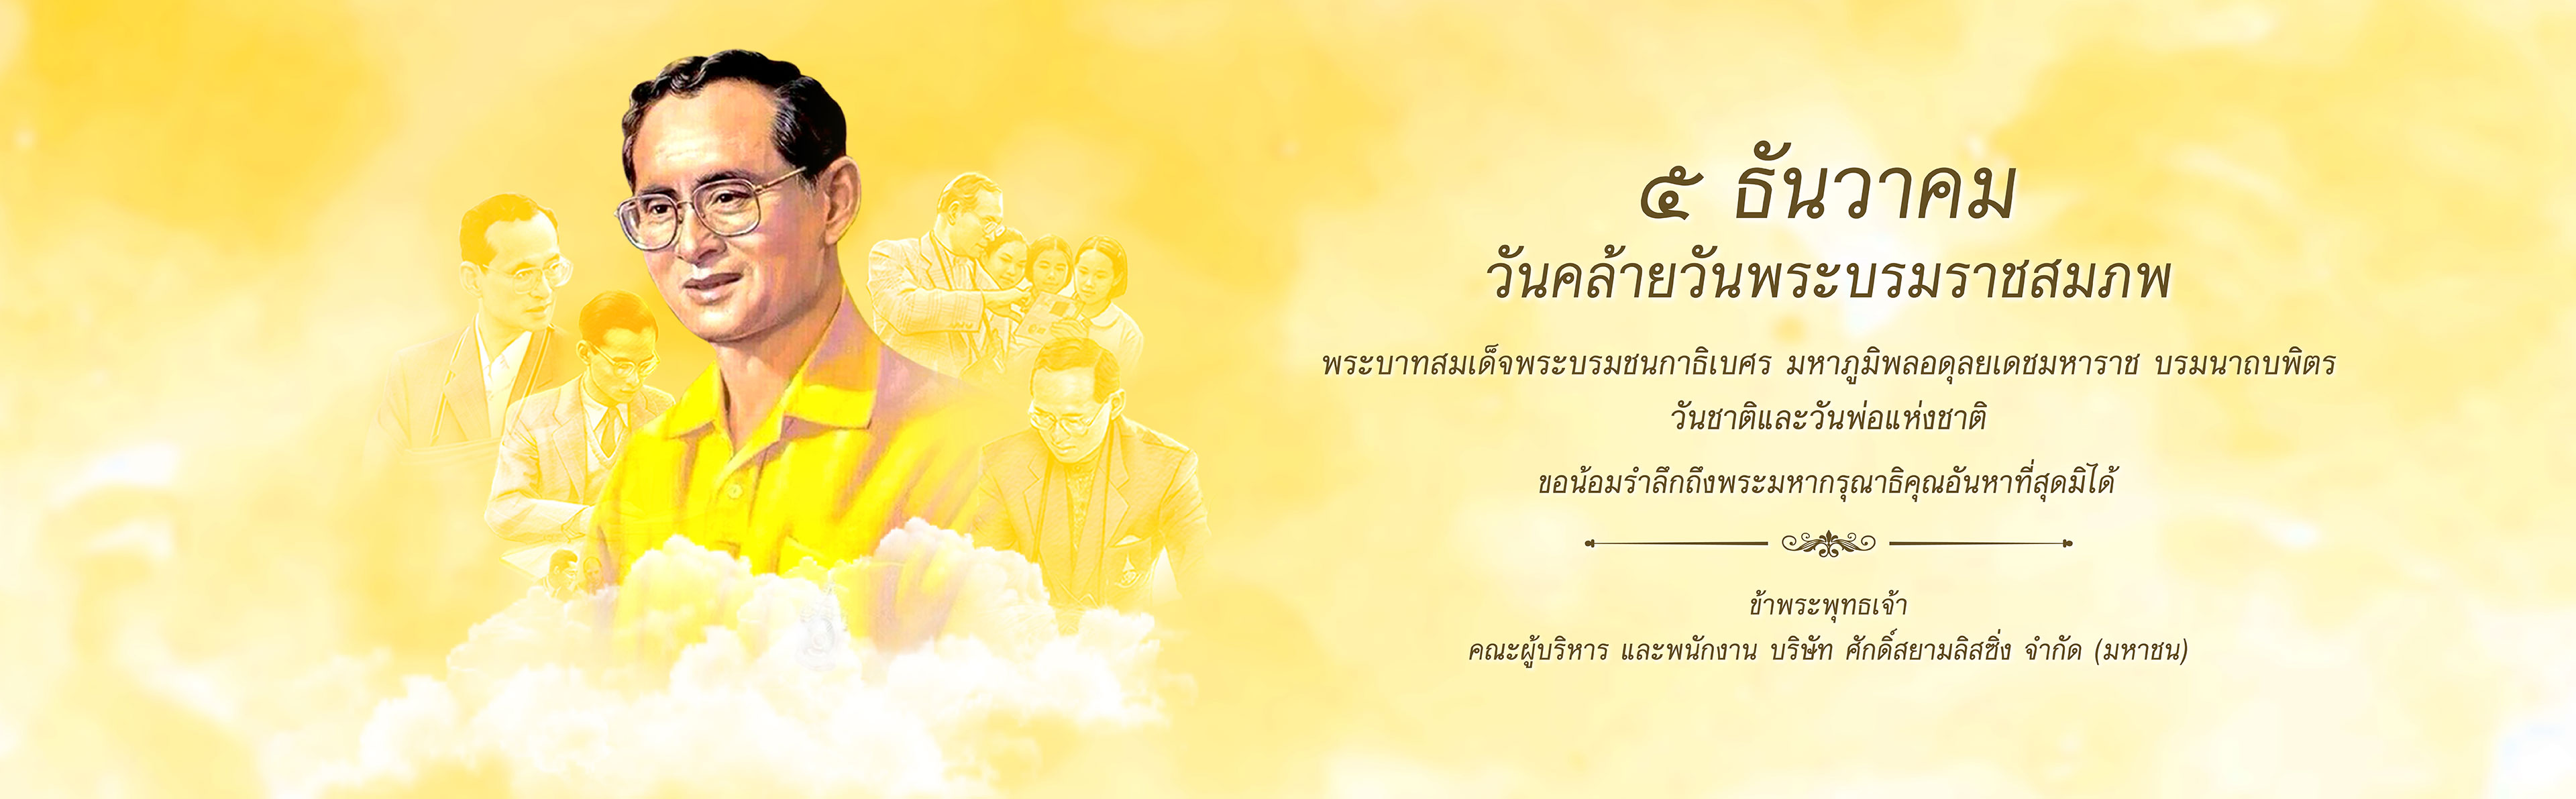 ๕ ธันวาคม
วันคล้ายวันพระบรมราชสมภพ
พระบาทสมเด็จพระบรมชนกาธิเบศร มหาภูมิพลอดุลยเดชมหาราช บรมนาถบพิตร
วันชาติและวันพ่อแห่งชาติ
ขอน้อมรำลึกถึงพระมหากรุณาธิคุณอันหาที่สุดมิได้
ข้าพระพุทธเจ้า
คณะผู้บริหาร และพนักงาน บริษัท ศักดิ์สยามลิสซิ่ง จำกัด (มหาชน)